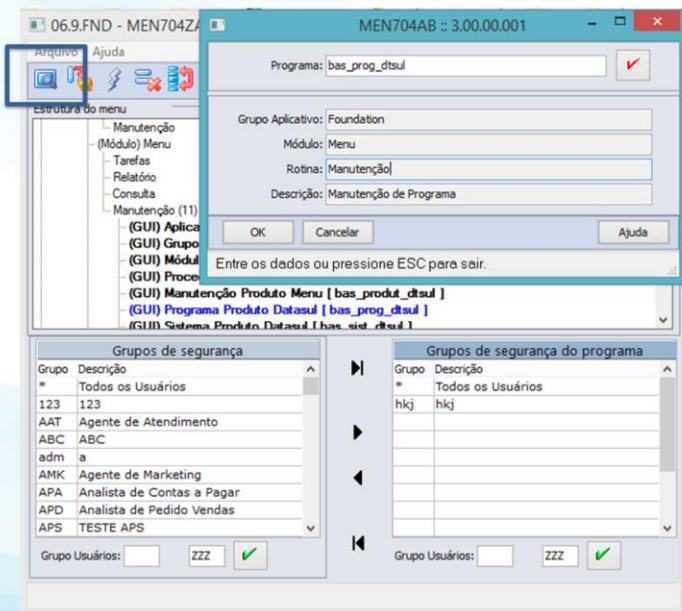 06.9.FND - MEN704ZA
MEN704AB :: 3.00.00.001
Arquivo Ajuda
Programa: bas_prog_dtsul
Estrutura do menu
Manutenção
(Módulo) Menu
Tarefas
Relatório
Consulta
Manutenção (11)
(GUI) Aplica
(GUI) Grupo
(GUI) Módul
(GUI) Proce
(GUI) Manutenção Produto Menu [ bas_produt_dtsul ]
(GUI) Programa Produto Datasul [ bas_prog_dtsul ]
(GUI) Sistema Produto Datasul [ bas_sist_dtsul ]
Grupo Aplicativo: Foundation
Módulo: Menu
Rotina: Manutenção
Descrição: Manutenção de Programa
OK Cancelar Ajuda
Entre os dados ou pressione ESC para sair.
Grupos de segurança
Grupo Descrição
* Todos os Usuários
123 123
AAT Agente de Atendimento
ABC ABC
adm a
AMK Agente de Marketing
APA Analista de Contas a Pagar
APD Analista de Pedido Vendas
APS TESTE APS
Grupo Usuários: ZZZ
Grupos de segurança do programa
Grupo Descrição
* Todos os Usuários
hkj hkj
Grupo Usuários: ZZZ